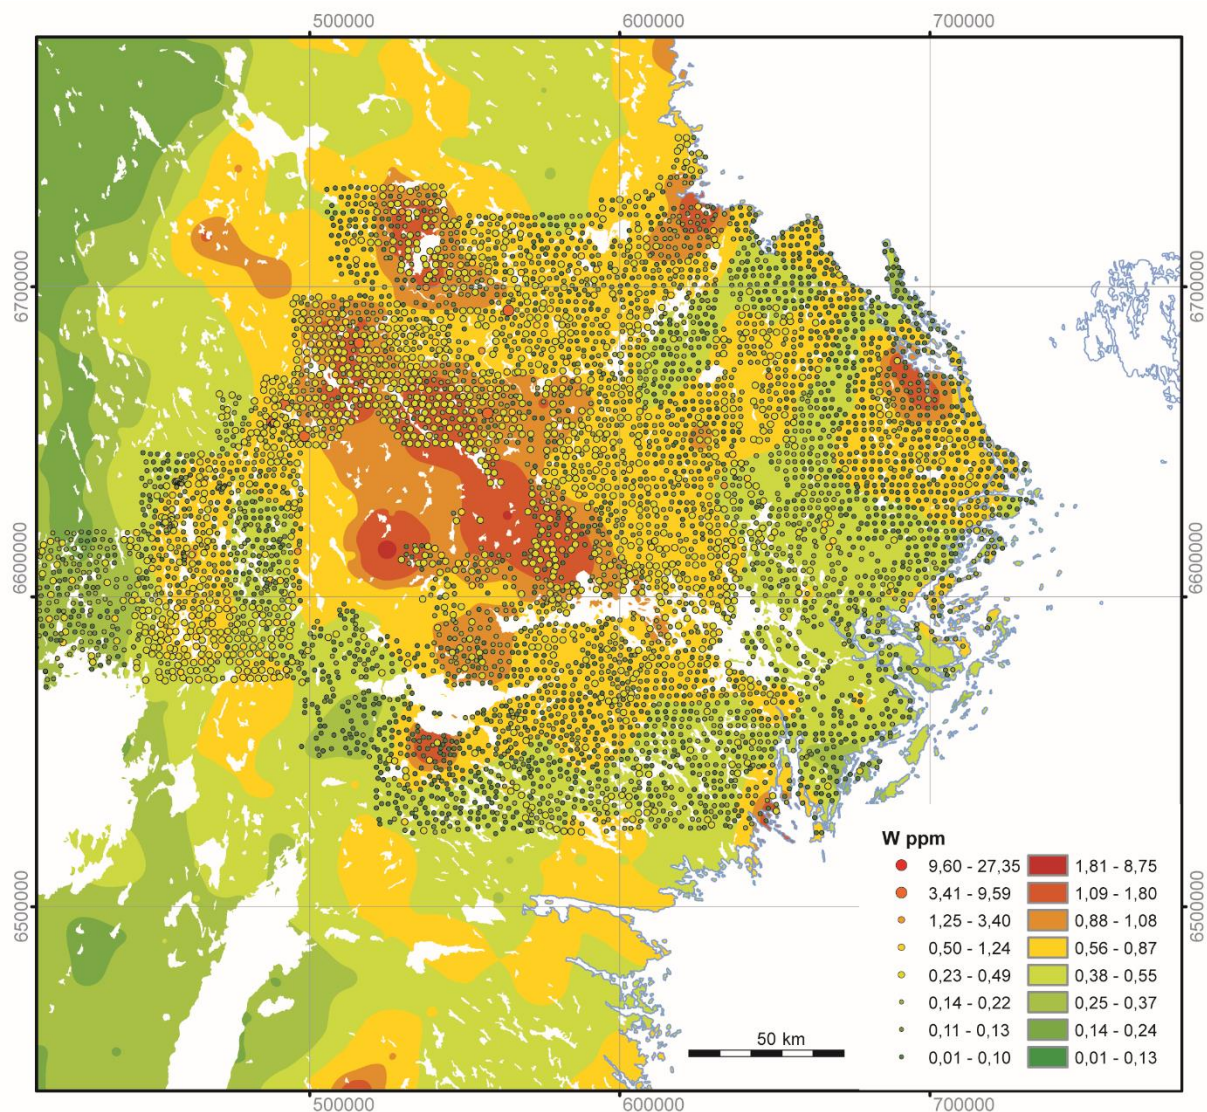 500000 600000 700000
6700000 6700000
6600000 6600000
6500000 6500000
W ppm
9,60 - 27,35 1,81 - 8,75
3,41 - 9,59 1,09 - 1,80
1,25 - 3,40 0,88 - 1,08
0,50 - 1,24 0,56 - 0,87
0,23 - 0,49 0,38 - 0,55
0,14 - 0,22 0,25 - 0,37
0,11 - 0,13 0,14 - 0,24
0,01 - 0,10 0,01 - 0,13
50 km
500000 600000 700000